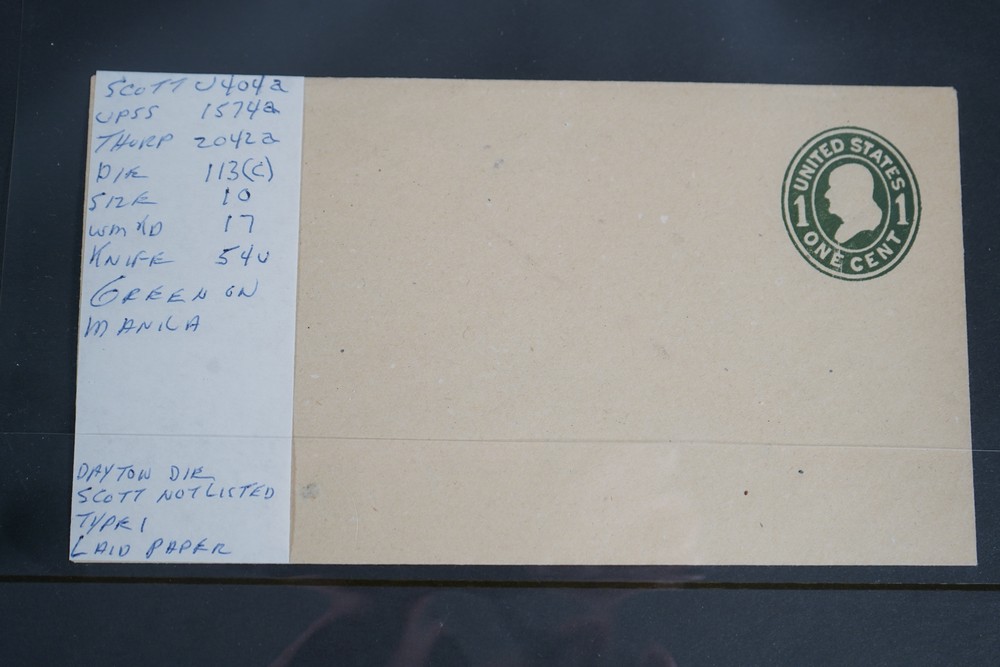 SCOTT U404a
UPSS 1574a
THORP 2042a
DIE 113(C)
SIZE 10
WMKD 17
KNIFE 54U
GREEN ON
MANILA
DAYTON DIE
SCOTT NOT LISTED
TYPE 1
LAID PAPER
UNITED STATES
1 1
ONE CENT